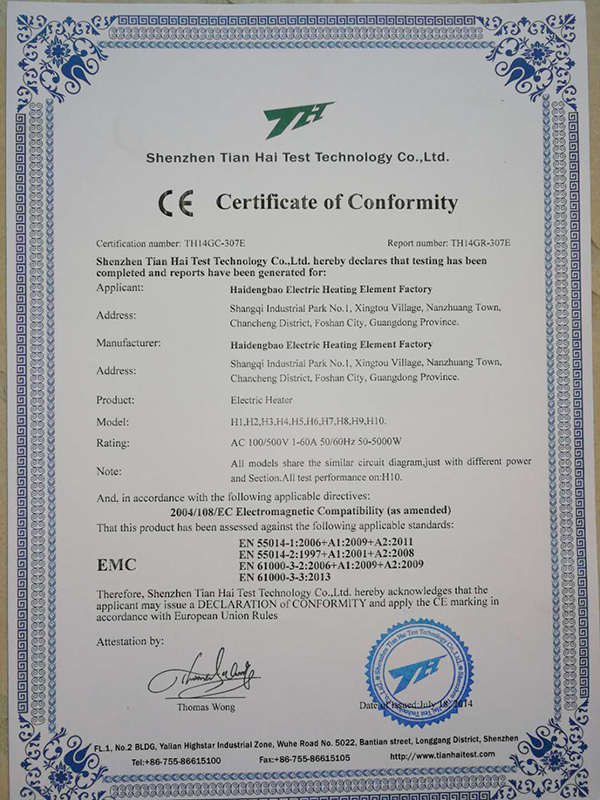 TH
Shenzhen Tian Hai Test Technology Co.,Ltd.
CE Certificate of Conformity
Certification number: TH14GC-307E Report number: TH14GR-307E
Shenzhen Tian Hai Test Technology Co.,Ltd. hereby declares that testing has been
completed and reports have been generated for:
Applicant: Haidengbao Electric Heating Element Factory
Address: Shangqi Industrial Park No.1, Xingtou Village, Nanzhuang Town,
Chancheng District, Foshan City, Guangdong Province.
Manufacturer: Haidengbao Electric Heating Element Factory
Address: Shangqi Industrial Park No.1, Xingtou Village, Nanzhuang Town,
Chancheng District, Foshan City, Guangdong Province.
Product: Electric Heater
Model: H1,H2,H3,H4,H5,H6,H7,H8,H9,H10.
Rating: AC 100/500V 1-60A 50/60Hz 50-5000W
Note: All models share the similar circuit diagram,just with different power
and Section.All test performance on:H10.
And, in accordance with the following applicable directives:
2004/108/EC Electromagnetic Compatibility (as amended)
That this product has been assessed against the following applicable standards:
EN 55014-1:2006+A1:2009+A2:2011
EN 55014-2:1997+A1:2001+A2:2008
EMC EN 61000-3-2:2006+A1:2009+A2:2009
EN 61000-3-3:2013
Therefore, Shenzhen Tian Hai Test Technology Co.,Ltd. hereby acknowledges that the
applicant may issue a DECLARATION of CONFORMITY and apply the CE marking in
accordance with European Union Rules
Attestation by:
Thomas Wong
Shenzhen Tian Hai Test Technology Co.,Ltd.
TH
Date of issued:July 18, 2014
FL.1, No.2 BLDG, Yalian Highstar Industrial Zone, Wuhe Road No. 5022, Bantian street, Longgang District, Shenzhen
Tel:+86-755-86615100 Fax:+86-755-86615105 http://www.tianhaitest.com